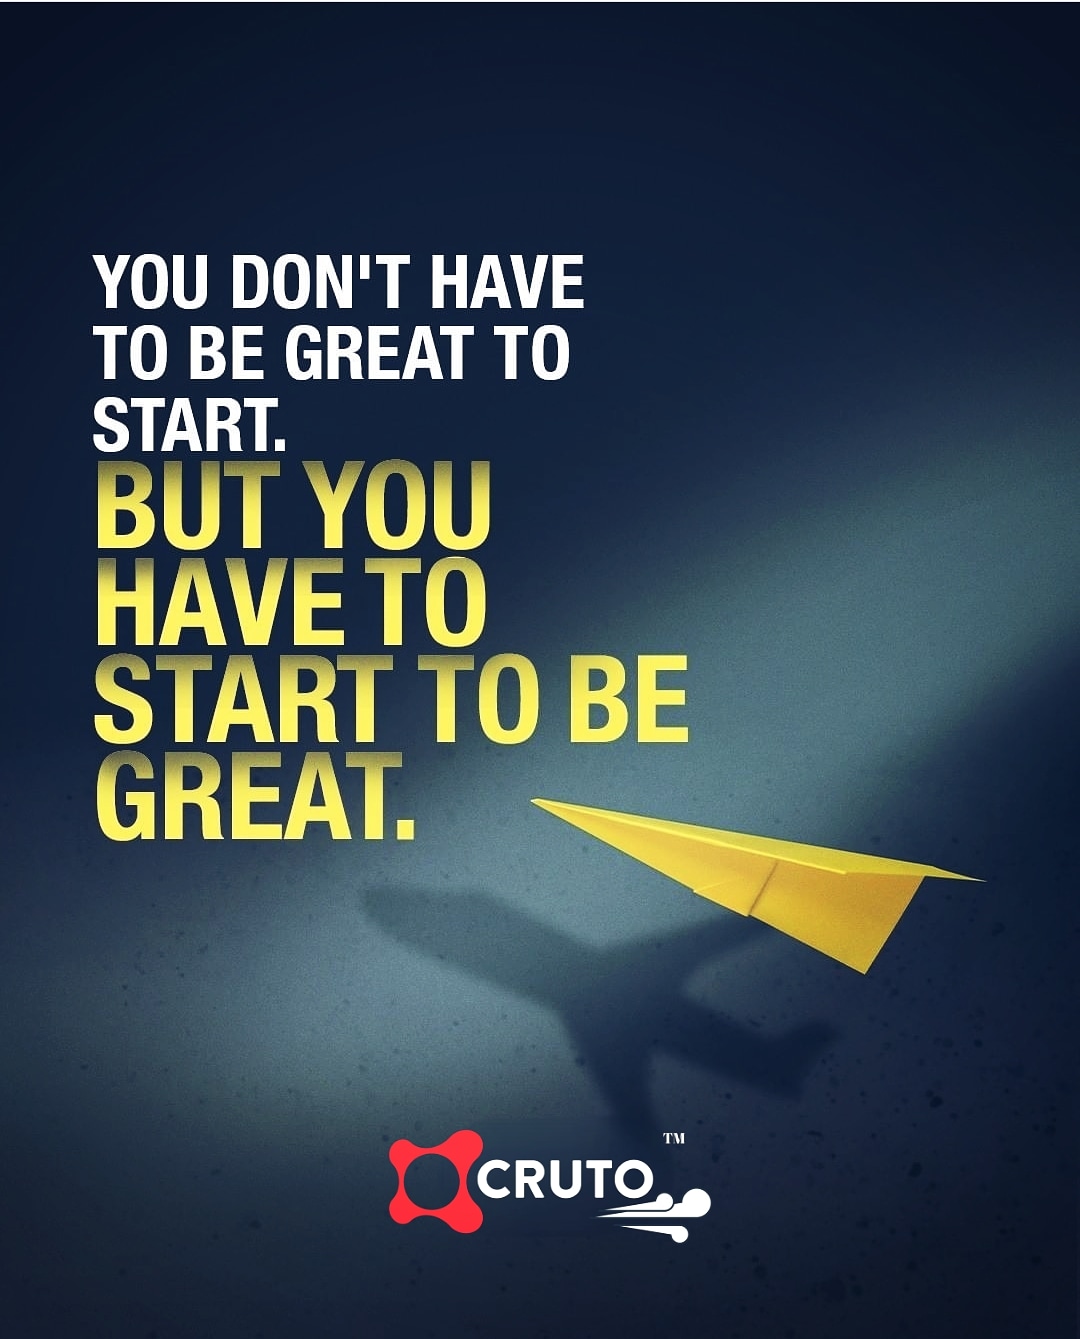 YOU DON'T HAVE
TO BE GREAT TO
START.
BUT YOU
HAVE TO
START TO BE
GREAT.
CRUTO
TM